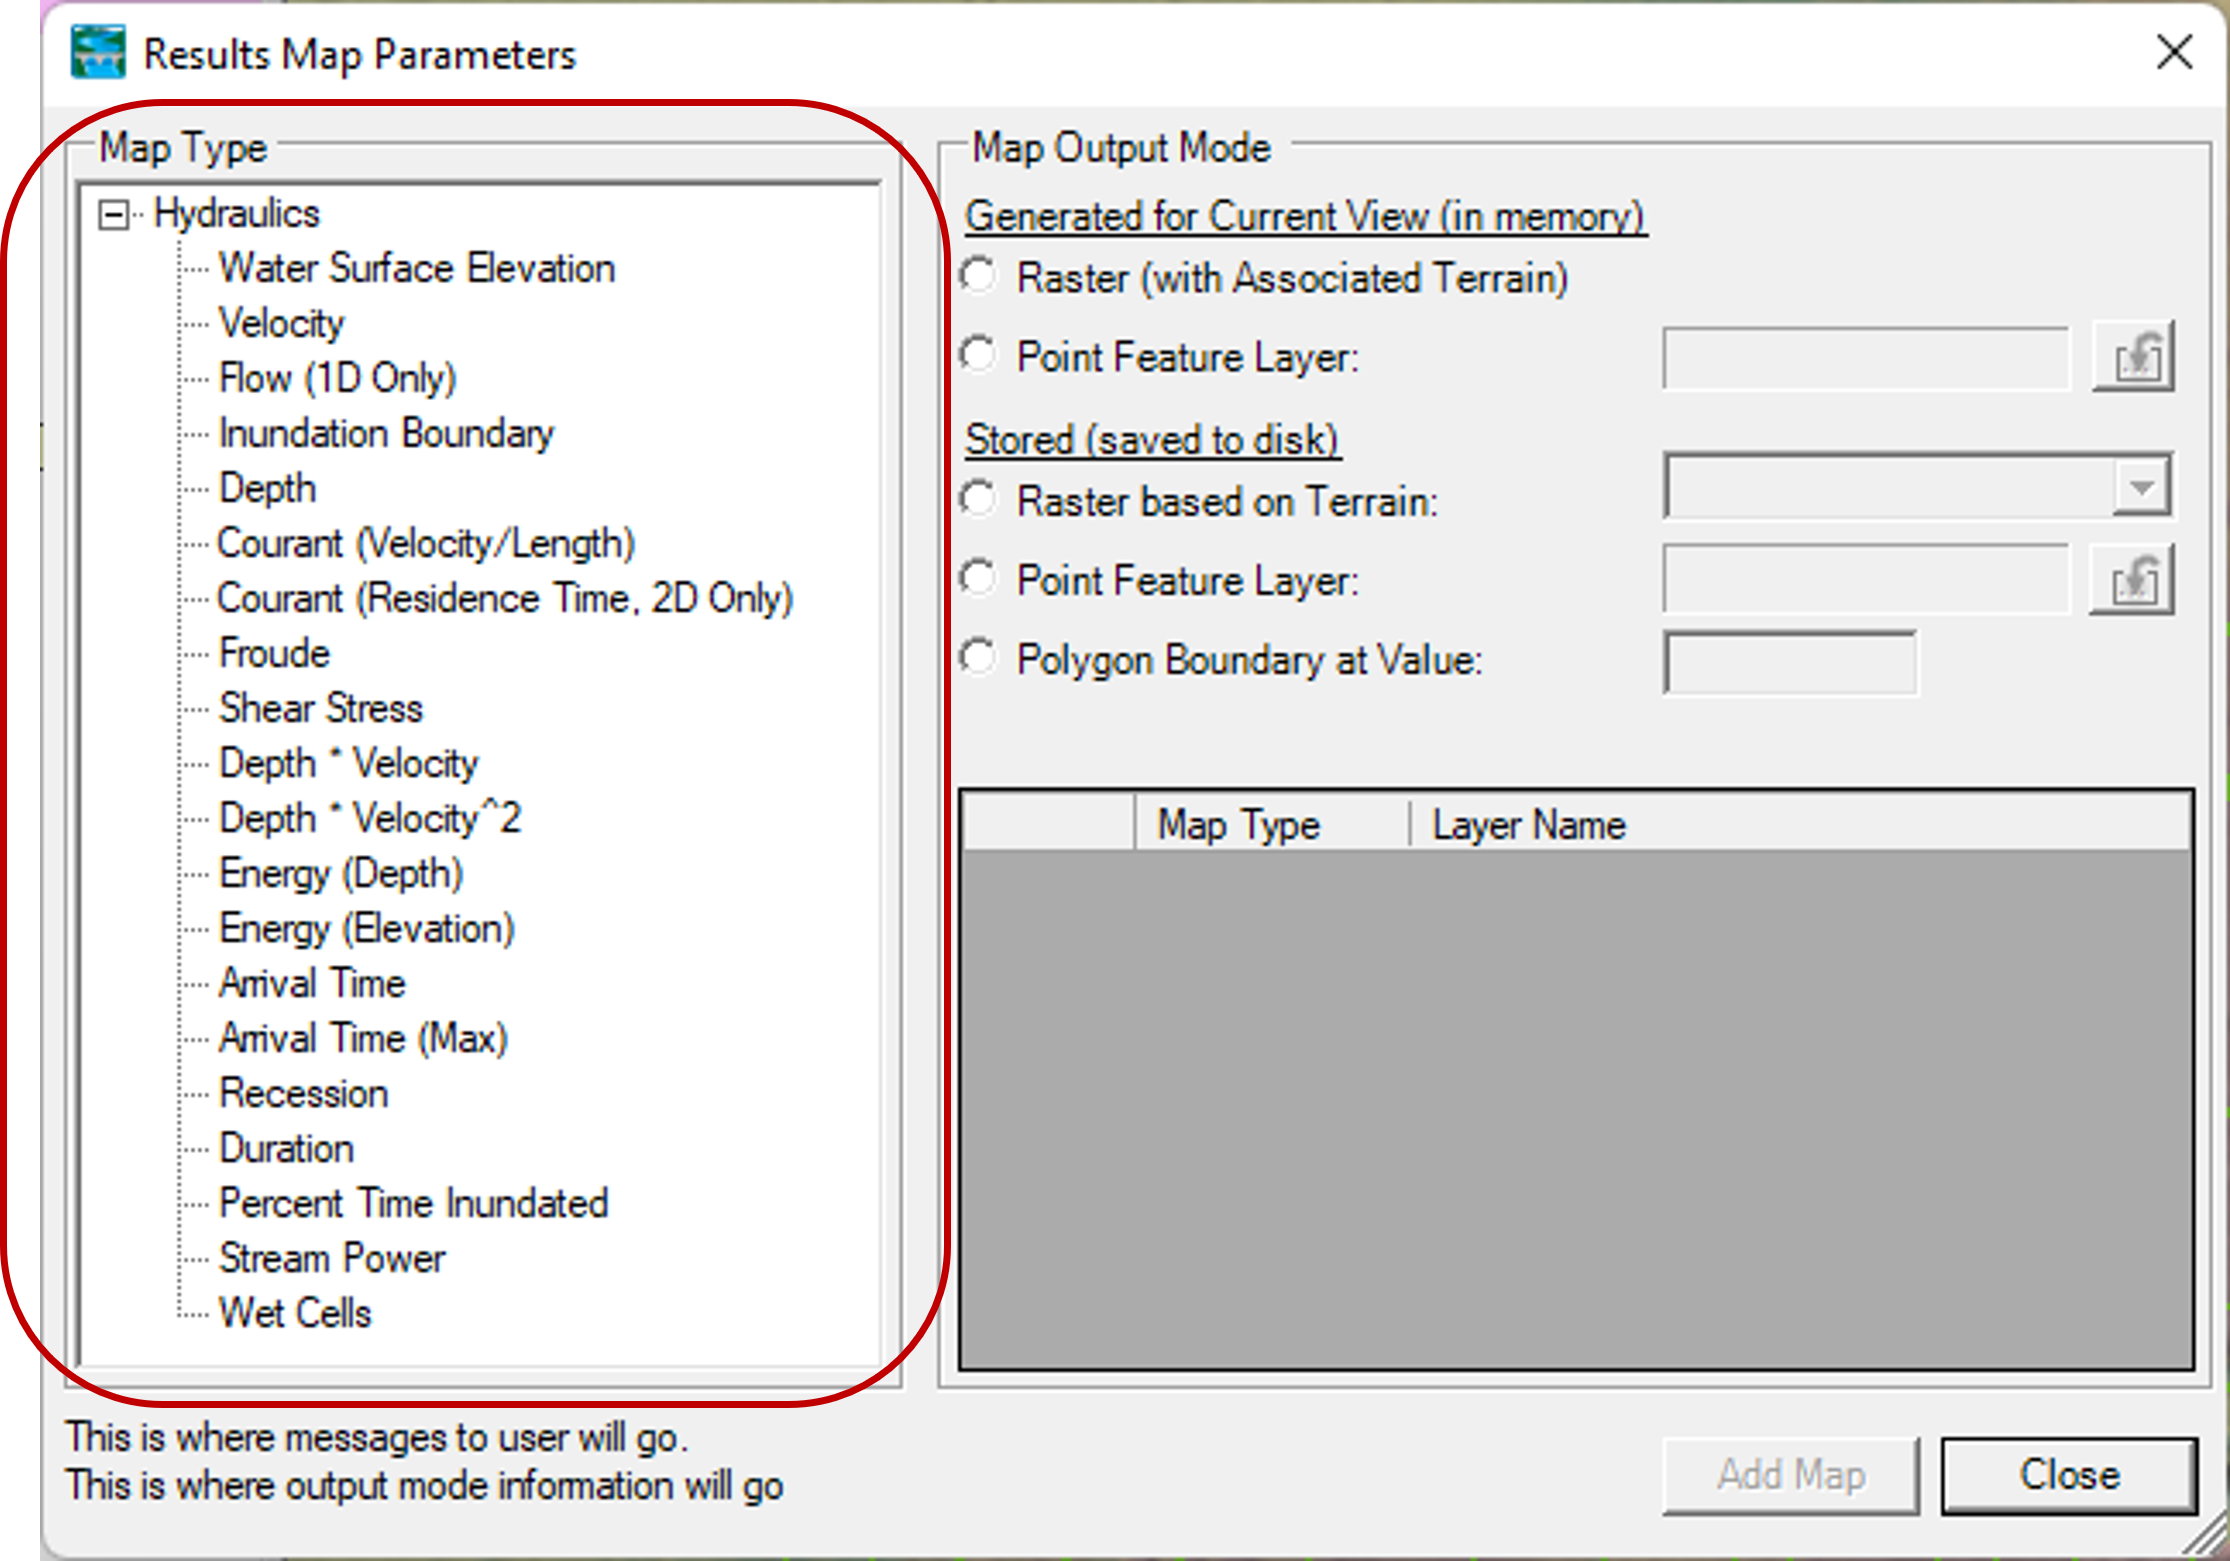 Results Map Parameters
Map Type
Hydraulics
Water Surface Elevation
Velocity
Flow (1D Only)
Inundation Boundary
Depth
Courant (Velocity/Length)
Courant (Residence Time, 2D Only)
Froude
Shear Stress
Depth * Velocity
Depth * Velocity^2
Energy (Depth)
Energy (Elevation)
Arrival Time
Arrival Time (Max)
Recession
Duration
Percent Time Inundated
Stream Power
Wet Cells
Map Output Mode
Generated for Current View (in memory)
Raster (with Associated Terrain)
Point Feature Layer:
Stored (saved to disk)
Raster based on Terrain:
Point Feature Layer:
Polygon Boundary at Value:
Map Type Layer Name
This is where messages to user will go.
This is where output mode information will go
Add Map Close